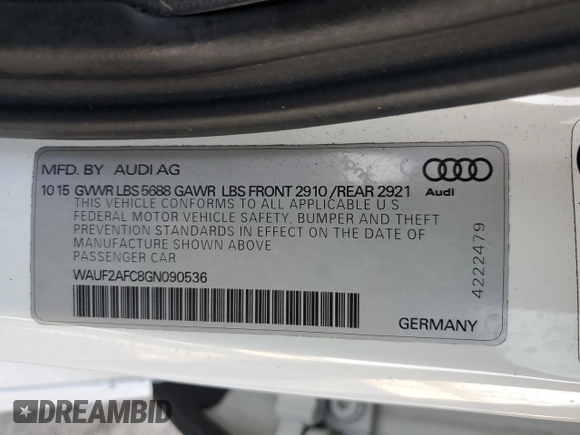 MFD. BY AUDI AG
Audi
10 15 GVWR LBS 5688 GAWR LBS FRONT 2910 /REAR 2921
THIS VEHICLE CONFORMS TO ALL APPLICABLE U.S.
FEDERAL MOTOR VEHICLE SAFETY, BUMPER AND THEFT
PREVENTION STANDARDS IN EFFECT ON THE DATE OF
MANUFACTURE SHOWN ABOVE
PASSENGER CAR
WAUF2AFC8GN090536
4222479
GERMANY
DREAMBID